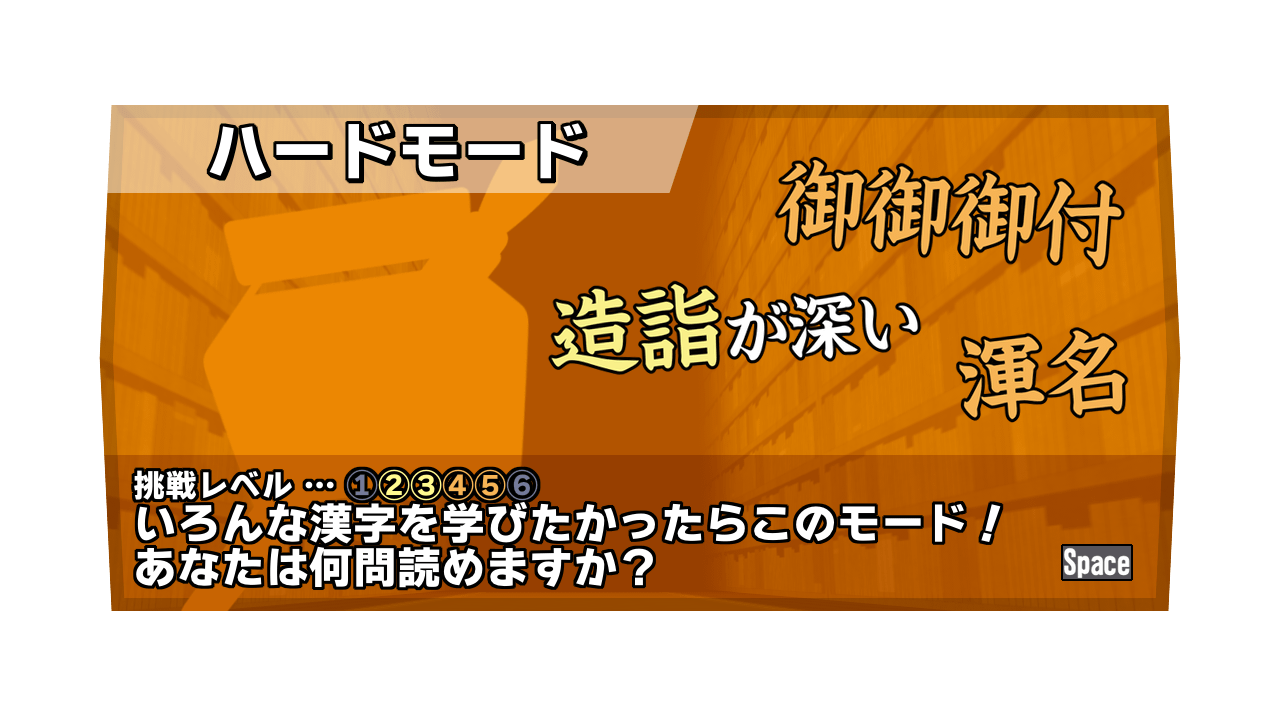 ハードモード
御御御付
造詣が深い
渾名
挑戦レベル … ①②③④⑤⑥
いろんな漢字を学びたかったらこのモード！
あなたは何問読めますか？
Space